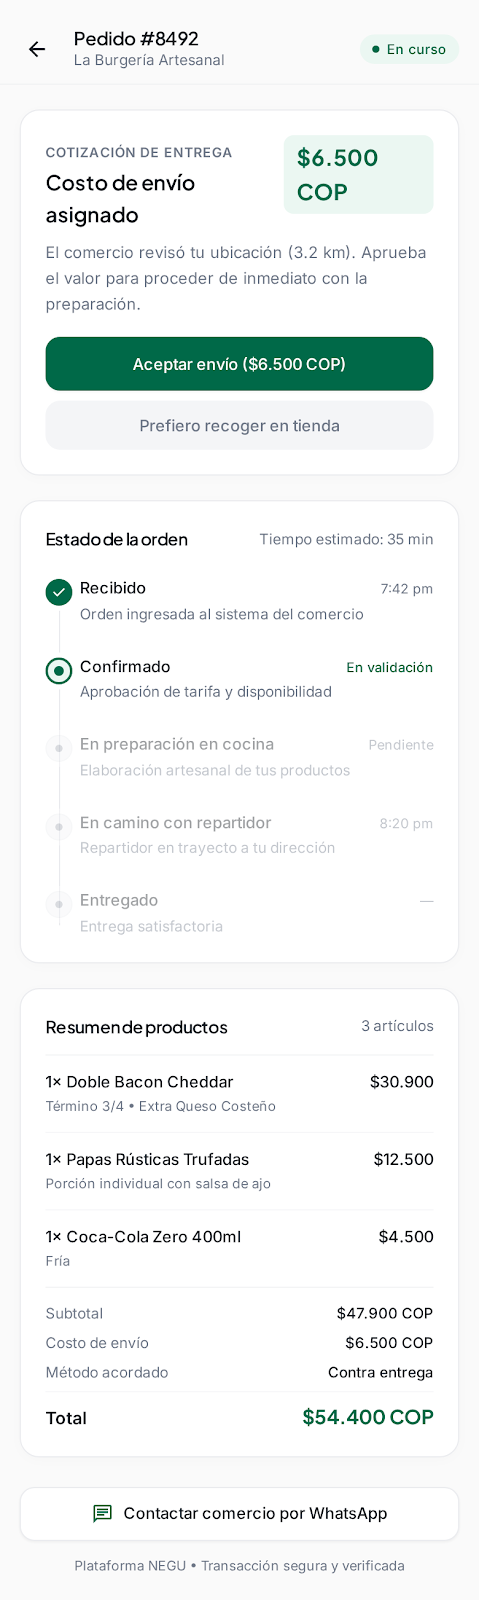 Pedido #8492
La Burgería Artesanal
En curso
COTIZACIÓN DE ENTREGA
Costo de envío
asignado
$6.500
COP
El comercio revisó tu ubicación (3.2 km). Aprueba
el valor para proceder de inmediato con la
preparación.
Aceptar envío ($6.500 COP)
Prefiero recoger en tienda
Estado de la orden
Tiempo estimado: 35 min
Recibido
7:42 pm
Orden ingresada al sistema del comercio
Confirmado
En validación
Aprobación de tarifa y disponibilidad
En preparación en cocina
Pendiente
Elaboración artesanal de tus productos
En camino con repartidor
8:20 pm
Repartidor en trayecto a tu dirección
Entregado
—
Entrega satisfactoria
Resumen de productos
3 artículos
1× Doble Bacon Cheddar
$30.900
Término 3/4 • Extra Queso Costeño
1× Papas Rústicas Trufadas
$12.500
Porción individual con salsa de ajo
1× Coca-Cola Zero 400ml
$4.500
Fría
Subtotal
$47.900 COP
Costo de envío
$6.500 COP
Método acordado
Contra entrega
Total
$54.400 COP
Contactar comercio por WhatsApp
Plataforma NEGU • Transacción segura y verificada